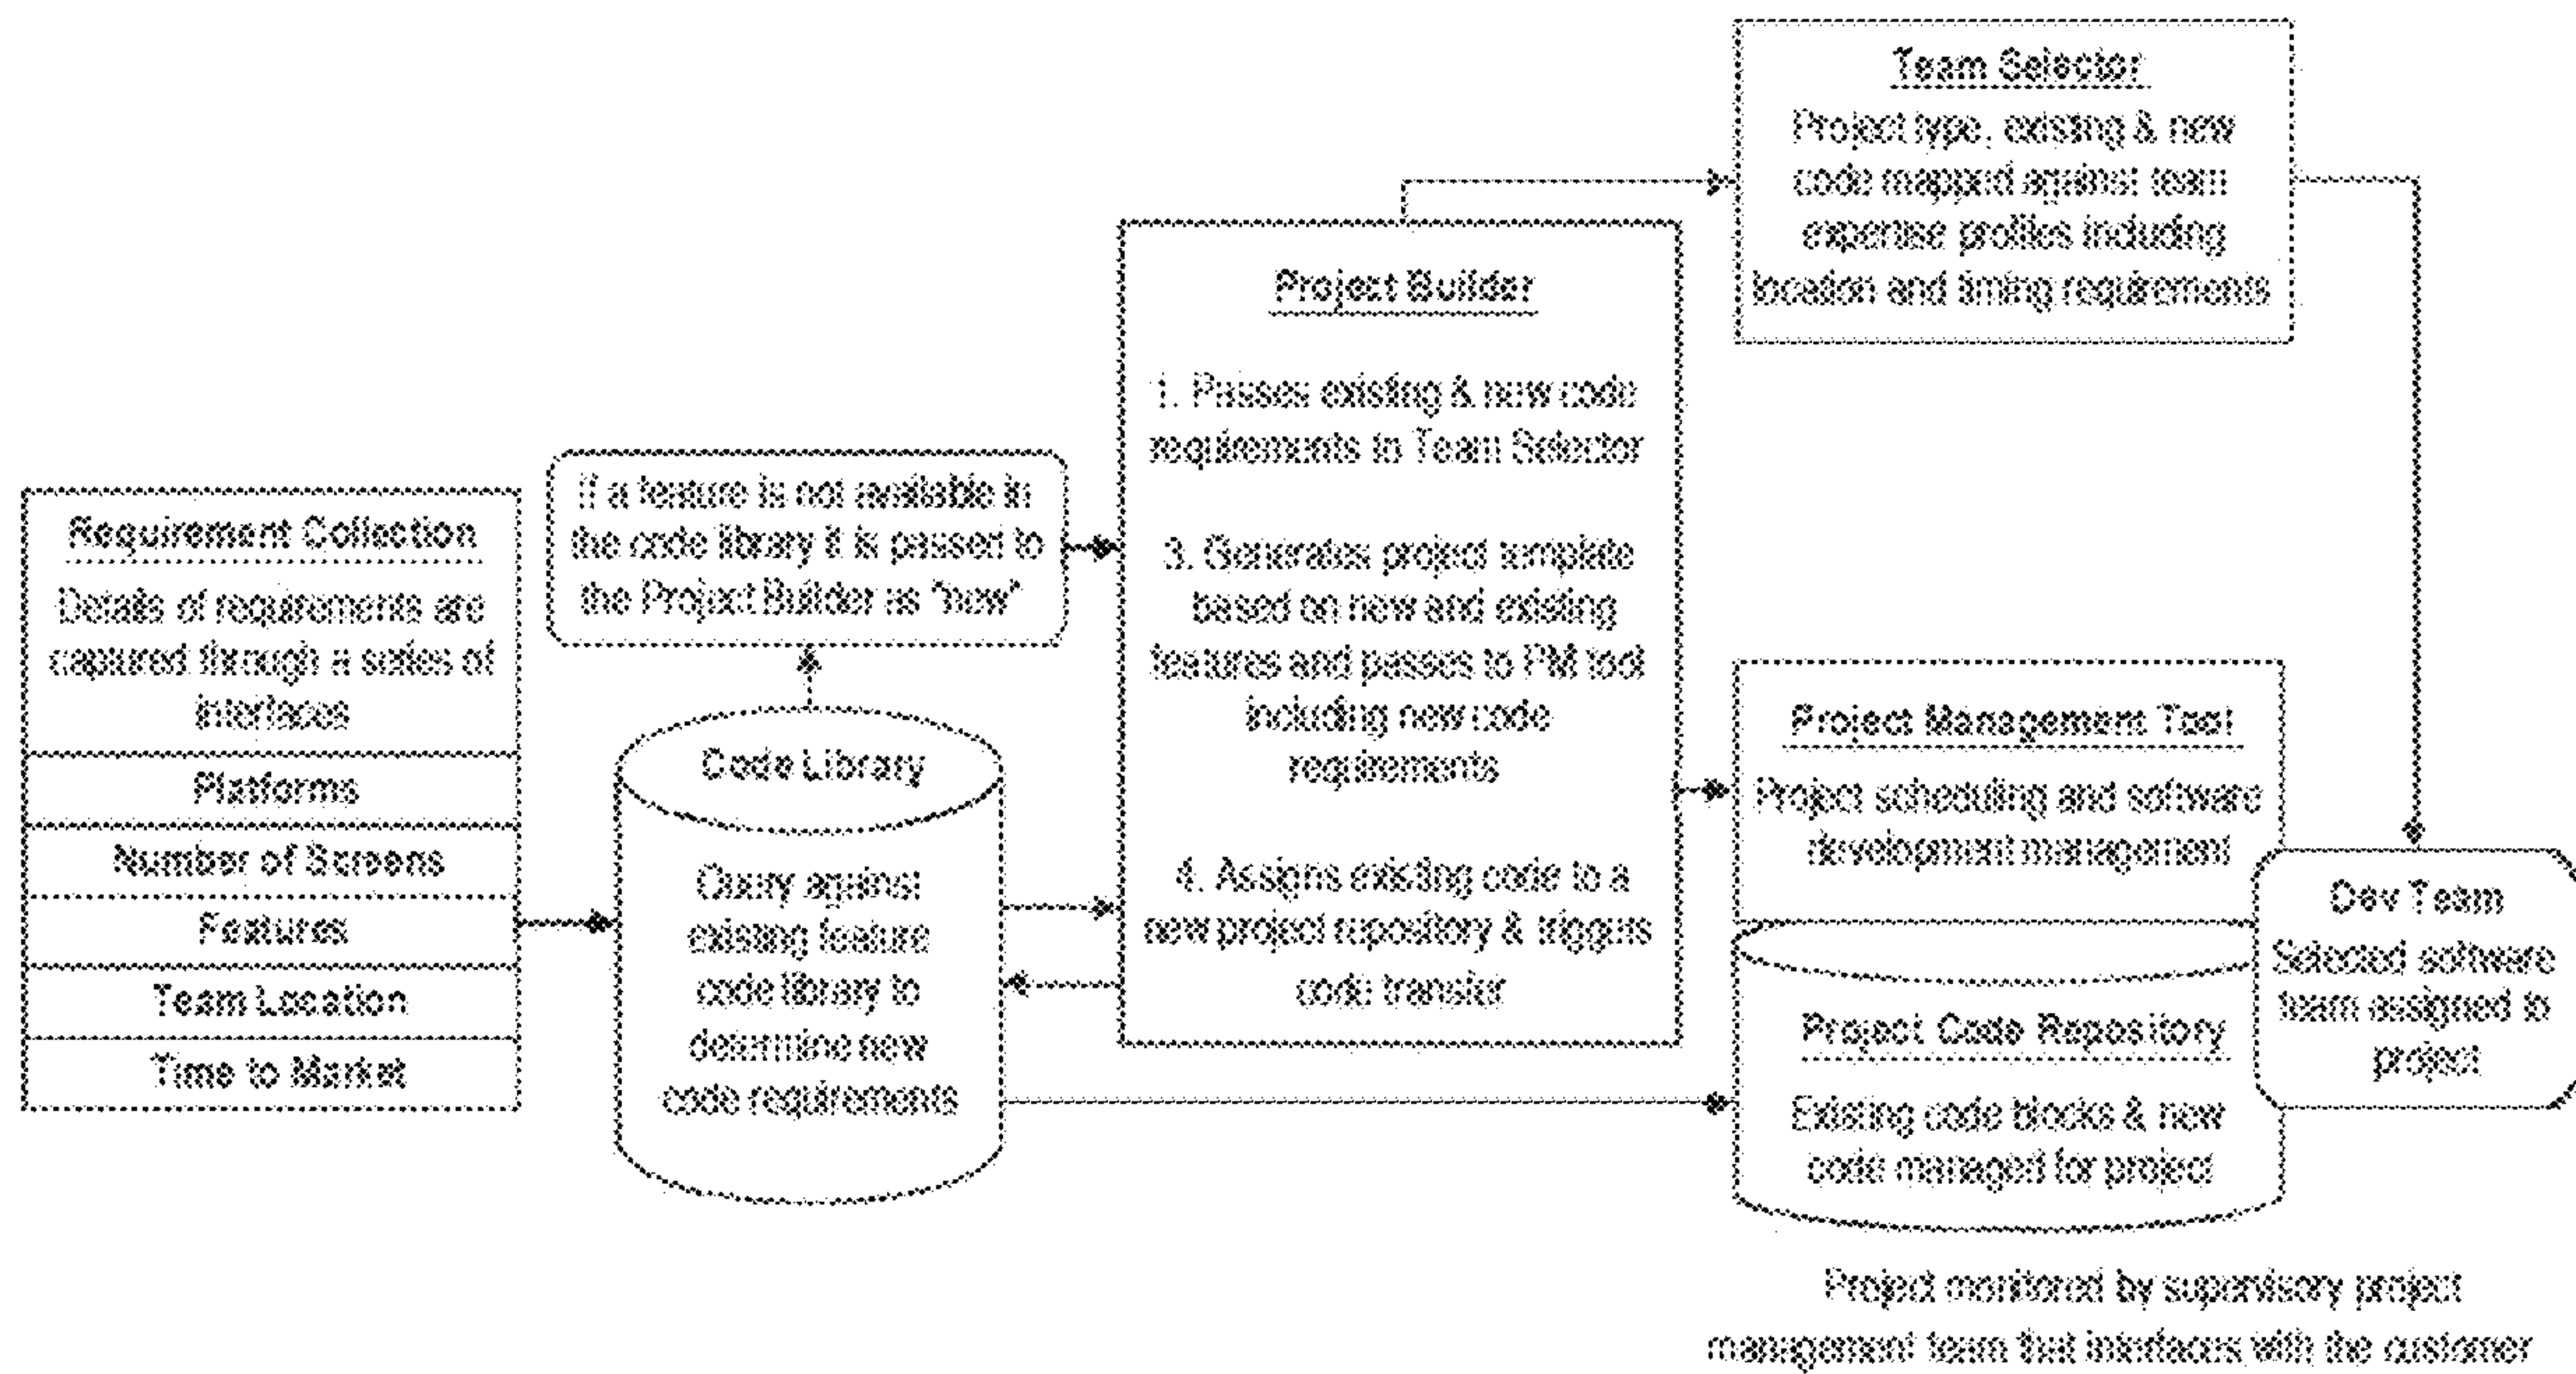 Requirement Collection
Details of requirements are
captured through a series of
interfaces
Platforms
Number of Screens
Features
Team Location
Time to Market
If a feature is not available in
the code library it is passed to
the Project Builder as "new"
Code Library
Query against
existing feature
code library to
determine new
code requirements
Project Builder
1. Passes existing & new code
requirements to Team Selector
3. Generates project template
based on new and existing
features and passes to PM tool
including new code
requirements
4. Assigns existing code to a
new project repository & triggers
code transfer
Team Selector
Project type, existing & new
code mapped against team
expertise profiles including
location and timing requirements
Project Management Tool
Project scheduling and software
development management
Project Code Repository
Existing code blocks & new
code managed for project
Dev Team
Selected software
team assigned to
project
Project monitored by supervisory project
management team that interfaces with the customer